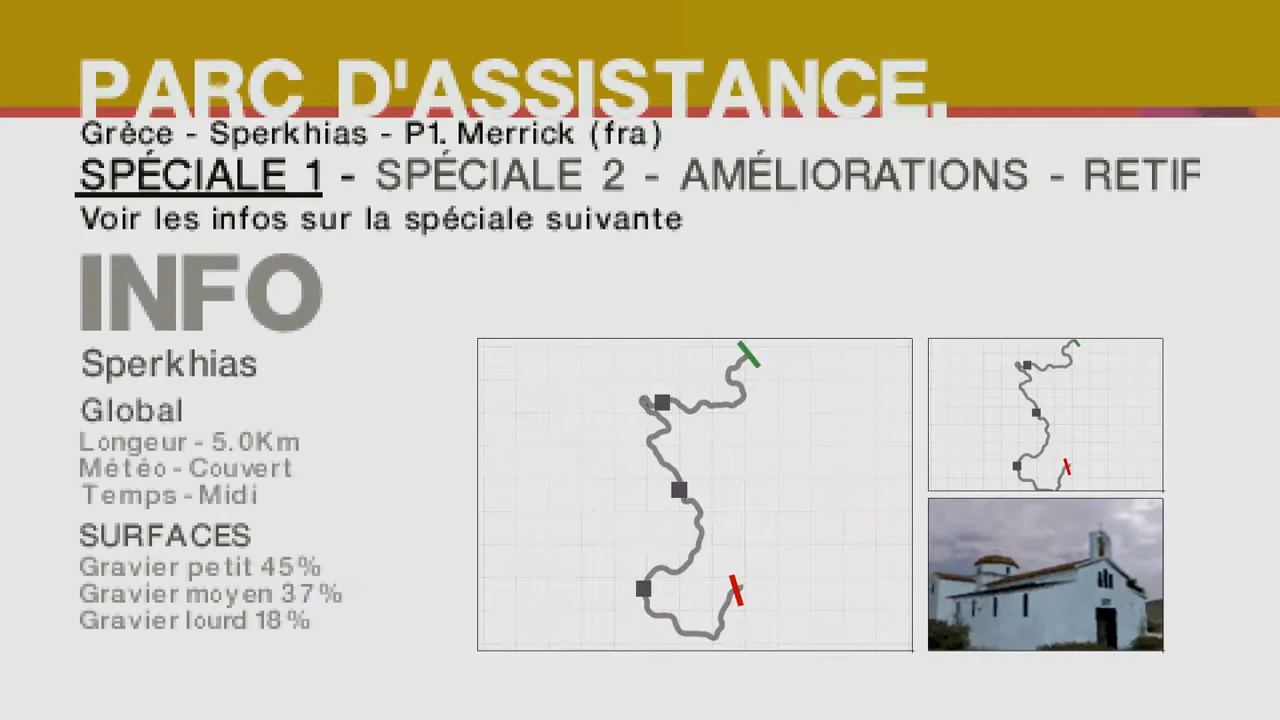 PARC D'ASSISTANCE.
Grèce - Sperkhias - P1. Merrick (fra)
SPÉCIALE 1 - SPÉCIALE 2 - AMÉLIORATIONS - RETIF
Voir les infos sur la spéciale suivante
INFO
Sperkhias
Global
Longeur - 5.0Km
Météo - Couvert
Temps - Midi
SURFACES
Gravier petit 45%
Gravier moyen 37%
Gravier lourd 18%